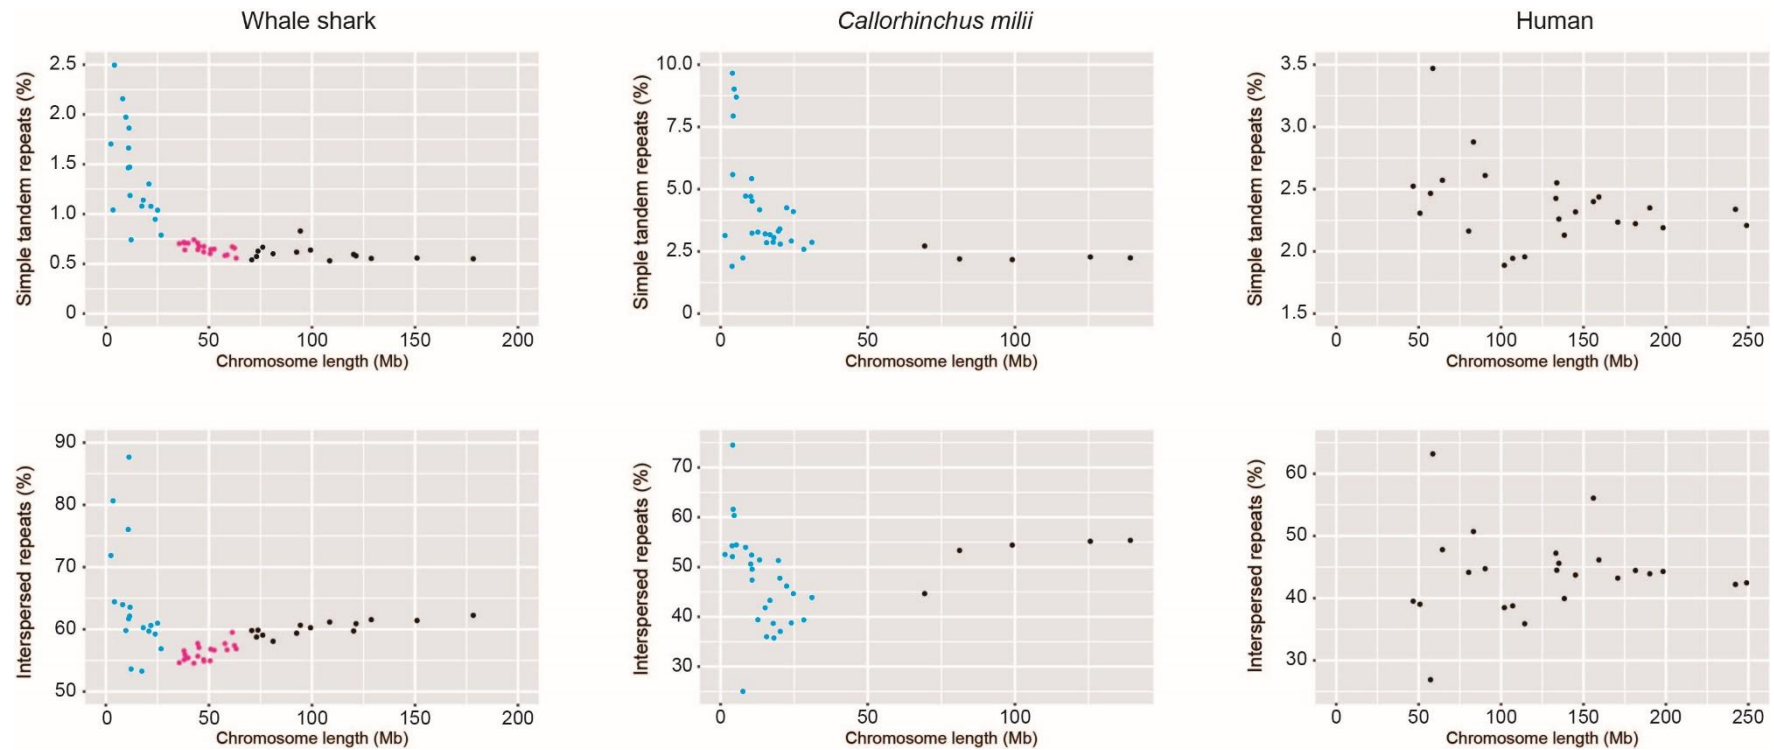 Whale shark
Callorhinchus milii
Human
Simple tandem repeats (%)
2.5
2.0
1.5
1.0
0.5
0
0 50 100 150 200
Chromosome length (Mb)
Simple tandem repeats (%)
10.0
7.5
5.0
2.5
0
0 50 100
Chromosome length (Mb)
Simple tandem repeats (%)
3.5
3.0
2.5
2.0
1.5
0 50 100 150 200 250
Chromosome length (Mb)
Interspersed repeats (%)
90
80
70
60
50
0 50 100 150 200
Chromosome length (Mb)
Interspersed repeats (%)
70
60
50
40
30
0 50 100
Chromosome length (Mb)
Interspersed repeats (%)
60
50
40
30
0 50 100 150 200 250
Chromosome length (Mb)